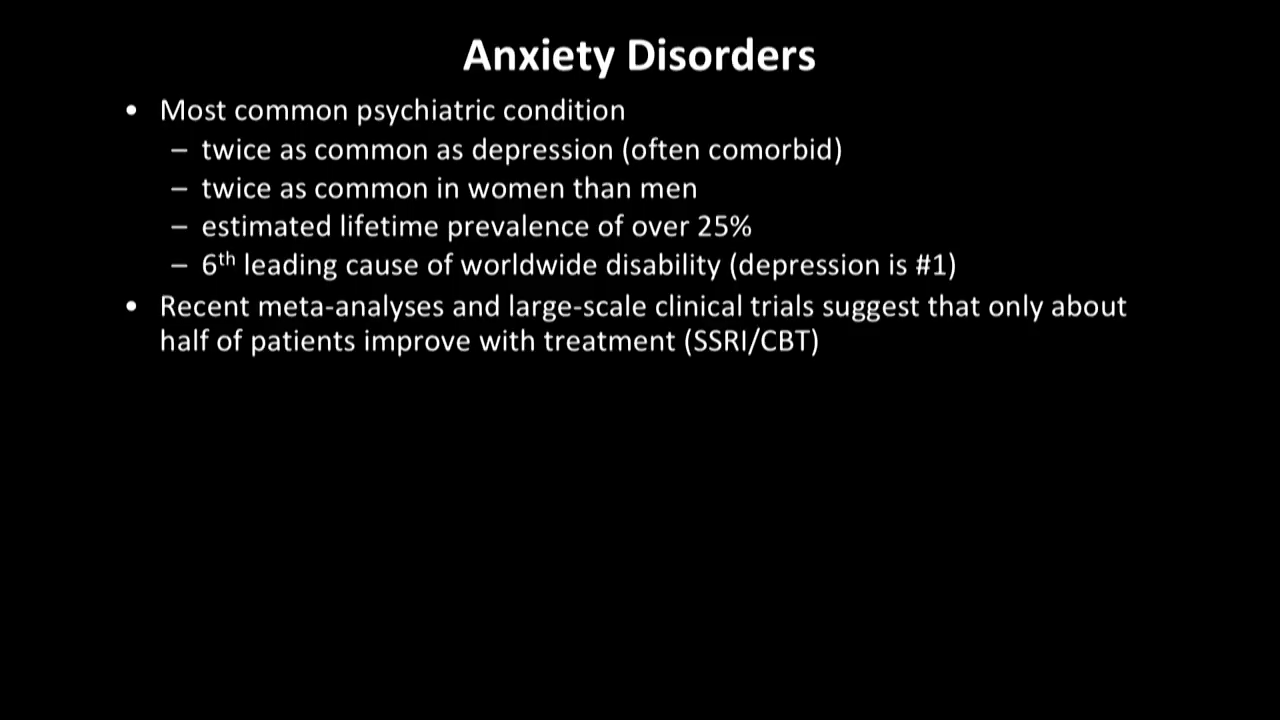 Anxiety Disorders
• Most common psychiatric condition
– twice as common as depression (often comorbid)
– twice as common in women than men
– estimated lifetime prevalence of over 25%
– 6th leading cause of worldwide disability (depression is #1)
• Recent meta-analyses and large-scale clinical trials suggest that only about
half of patients improve with treatment (SSRI/CBT)